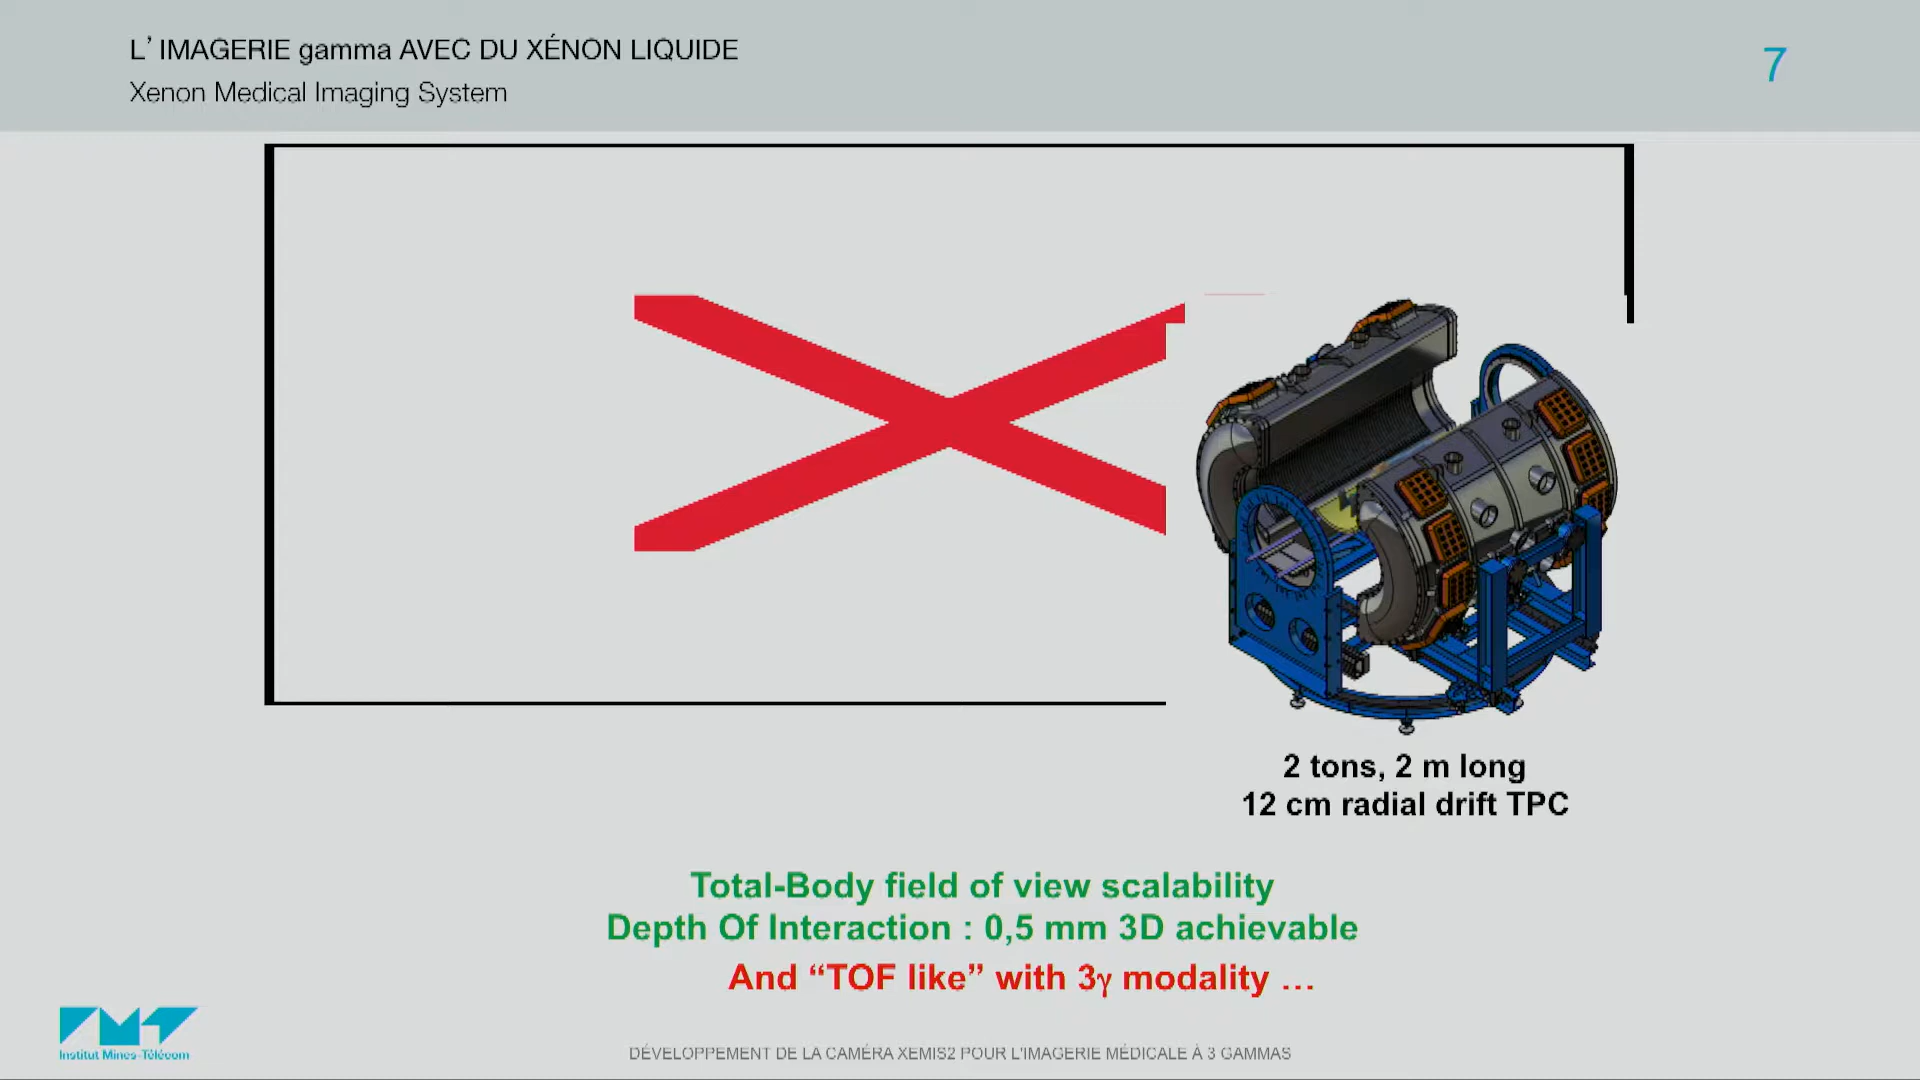 L’ IMAGERIE gamma AVEC DU XÉNON LIQUIDE
Xenon Medical Imaging System
7
2 tons, 2 m long
12 cm radial drift TPC
Total-Body field of view scalability
Depth Of Interaction : 0,5 mm 3D achievable
And “TOF like” with 3γ modality …
Institut Mines-Télécom
DÉVELOPPEMENT DE LA CAMÉRA XEMIS2 POUR L'IMAGERIE MÉDICALE À 3 GAMMAS